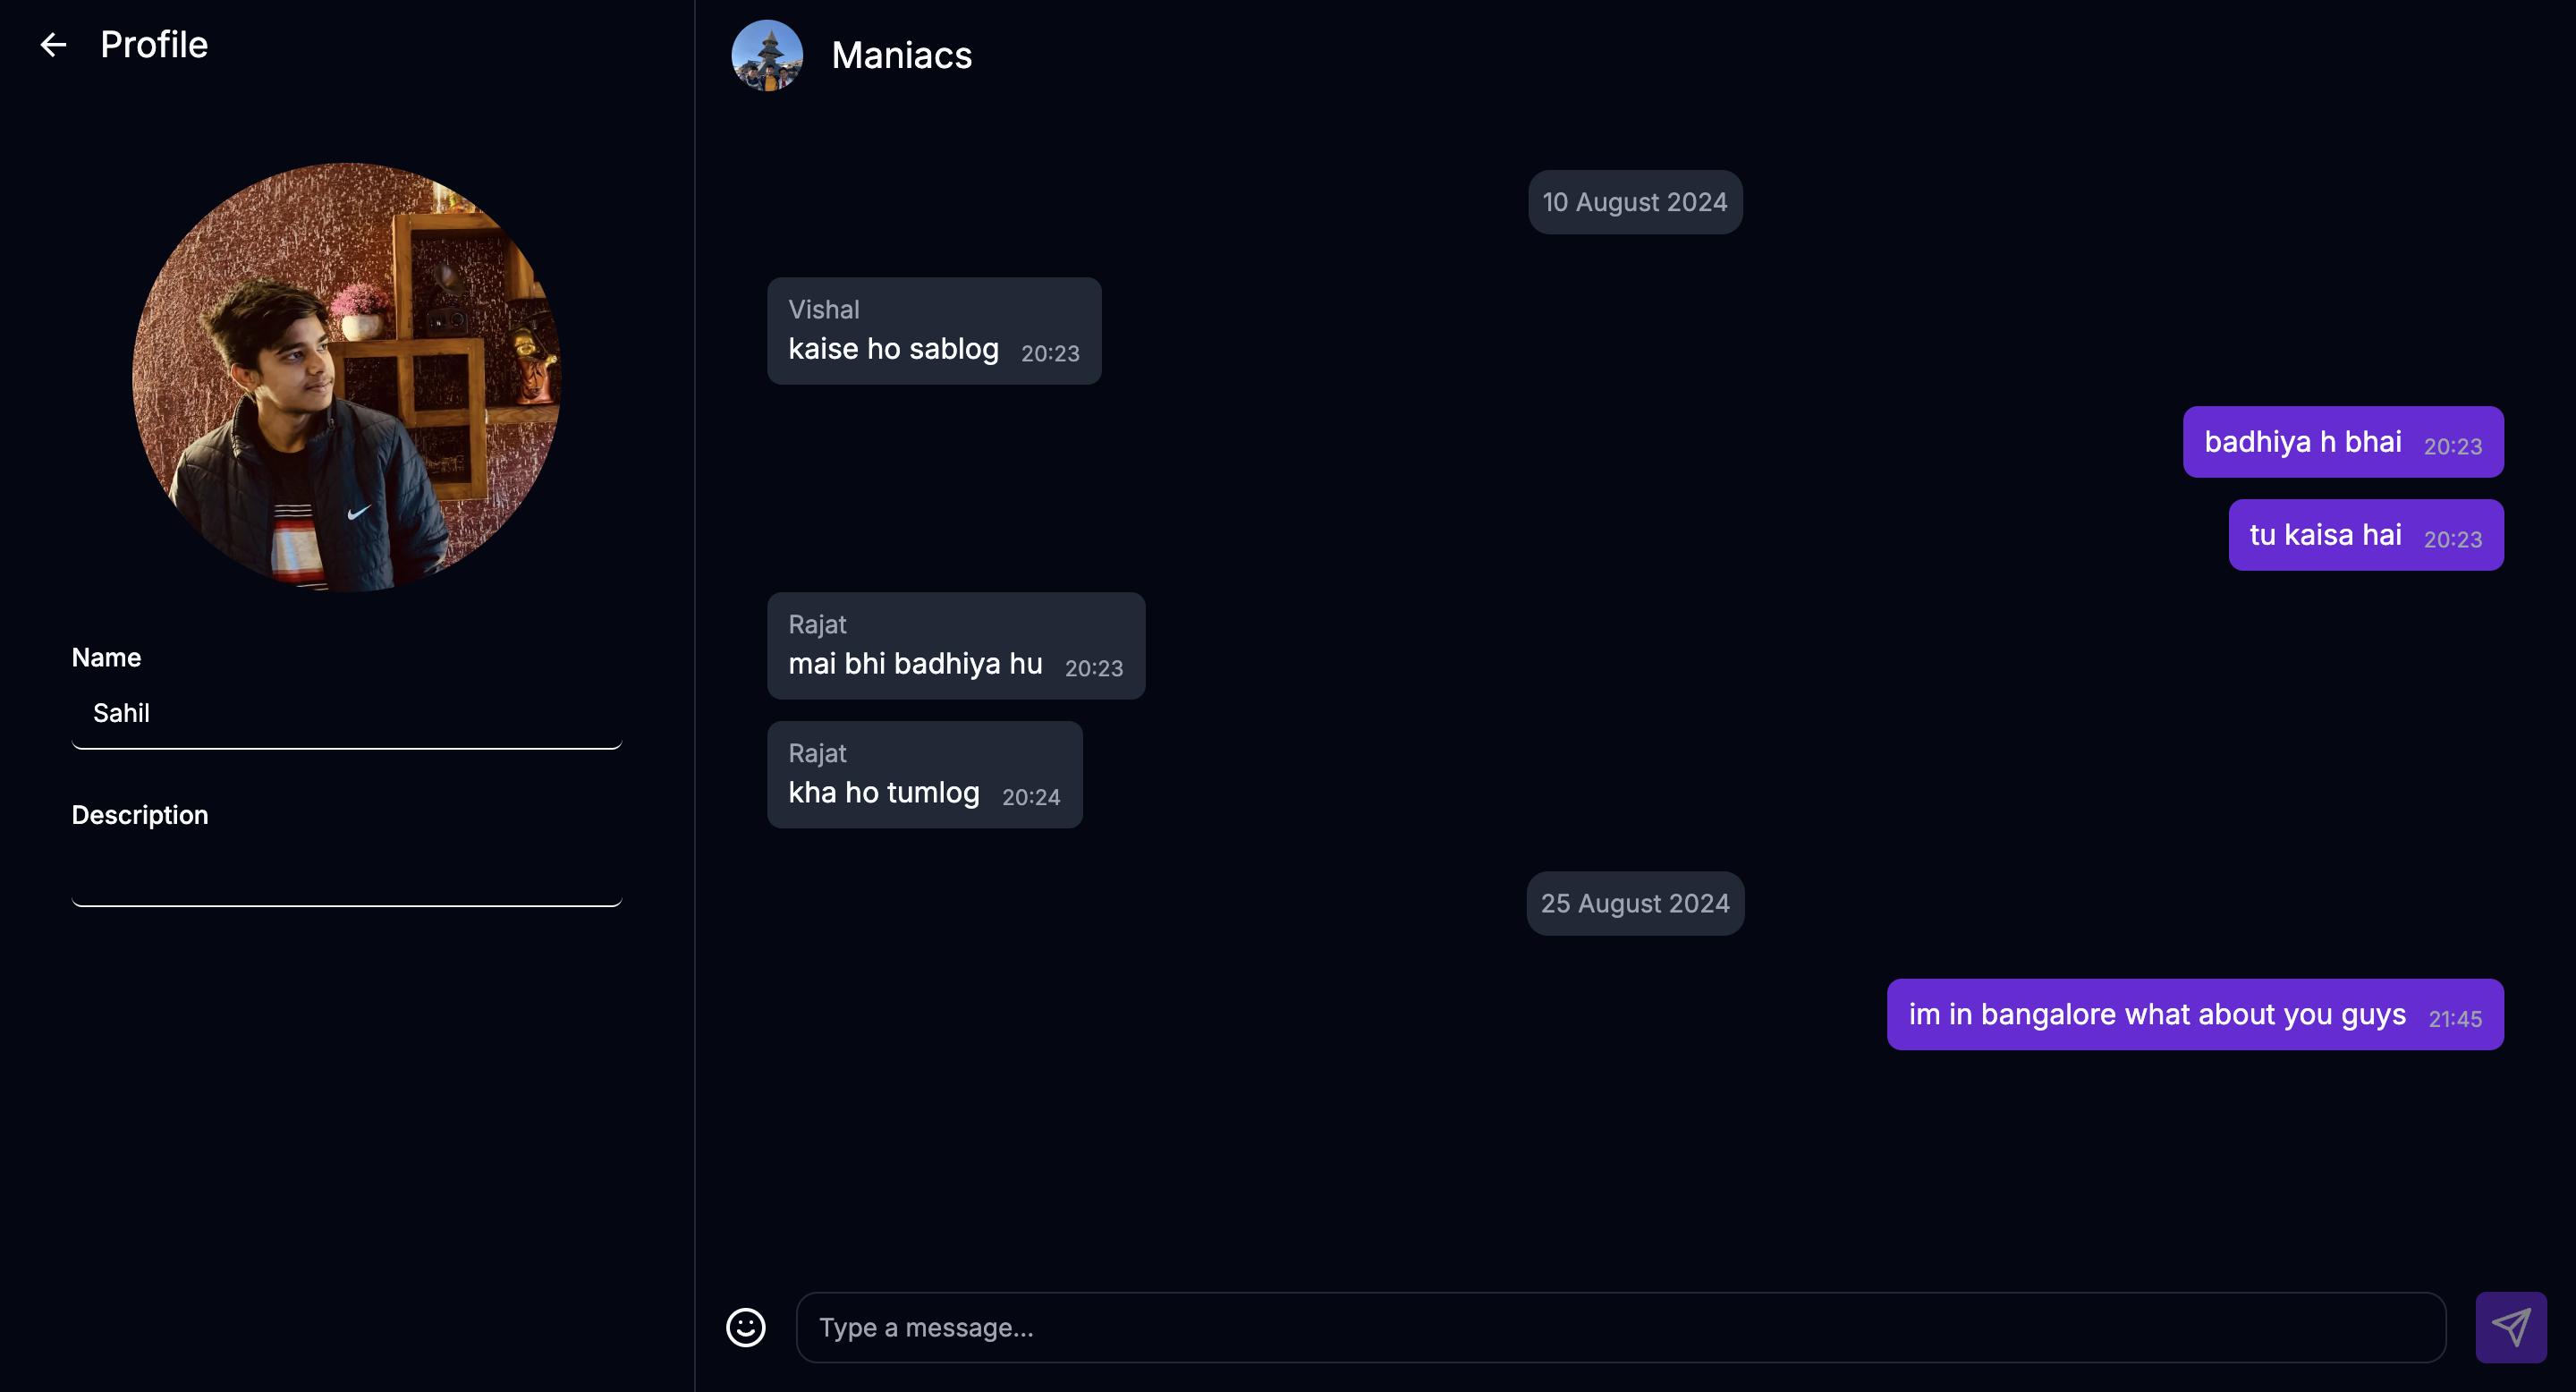 Profile
Name
Sahil
Description
Maniacs
10 August 2024
Vishal
kaise ho sablog 20:23
badhiya h bhai 20:23
tu kaisa hai 20:23
Rajat
mai bhi badhiya hu 20:23
Rajat
kha ho tumlog 20:24
25 August 2024
im in bangalore what about you guys 21:45
Type a message...